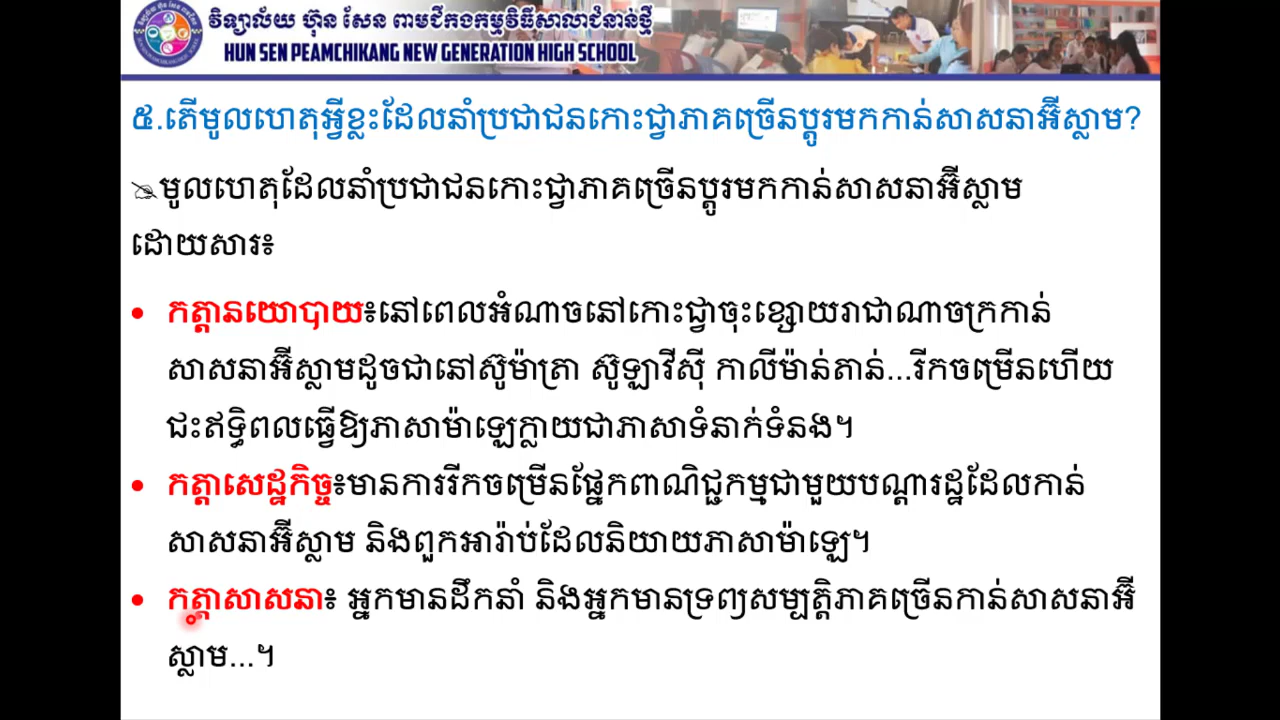 វិទ្យាល័យ ហ៊ុន សែន ពាមជីកងកម្មវិធីសាលាជំនាន់ថ្មី
HUN SEN PEAMCHIKANG NEW GENERATION HIGH SCHOOL
៥.តើមូលហេតុអ្វីខ្លះដែលនាំប្រជាជនកោះជ្វាភាគច្រើនប្តូរមកកាន់សាសនាអ៊ីស្លាម?
មូលហេតុដែលនាំប្រជាជនកោះជ្វាភាគច្រើនប្តូរមកកាន់សាសនាអ៊ីស្លាម
ដោយសារ៖
• កត្តានយោបាយ៖នៅពេលអំណាចនៅកោះជ្វាចុះខ្សោយរាជាណាចក្រកាន់
សាសនាអ៊ីស្លាមដូចជានៅស៊ូម៉ាត្រា ស៊ូឡាវីស៊ី កាលីម៉ាន់តាន់...រីកចម្រើនហើយ
ជះឥទ្ធិពលធ្វើឱ្យភាសាម៉ាឡេក្លាយជាភាសាទំនាក់ទំនង។
• កត្តាសេដ្ឋកិច្ច៖មានការរីកចម្រើនផ្នែកពាណិជ្ជកម្មជាមួយបណ្តារដ្ឋដែលកាន់
សាសនាអ៊ីស្លាម និងពួកអារ៉ាប់ដែលនិយាយភាសាម៉ាឡេ។
• កត្តាសាសនា៖ អ្នកមានដឹកនាំ និងអ្នកមានទ្រព្យសម្បត្តិភាគច្រើនកាន់សាសនាអ៊ី
ស្លាម...។